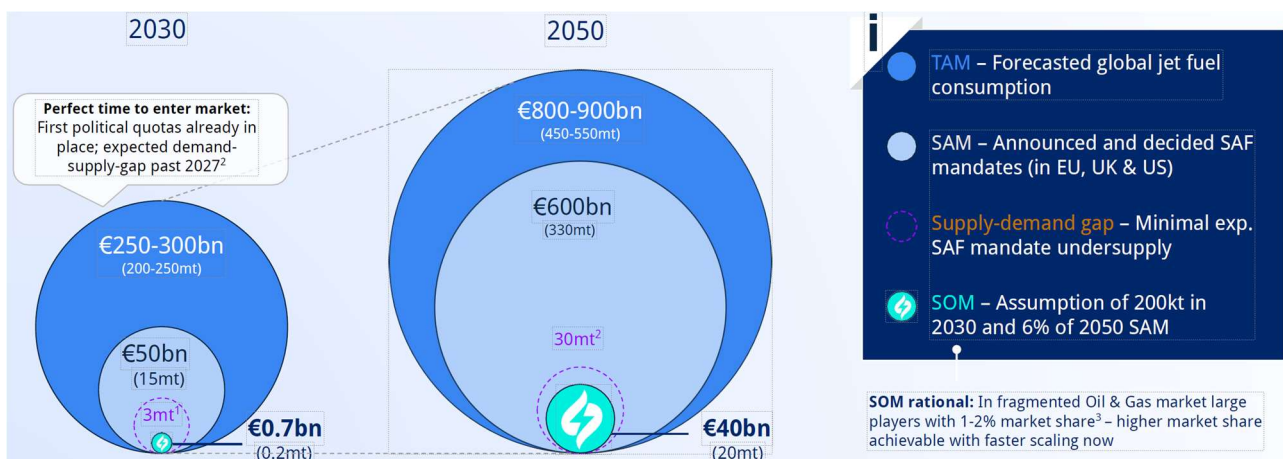 2030
2050
Perfect time to enter market:
First political quotas already in
place; expected demand-
supply-gap past 2027²
€250-300bn
(200-250mt)
€50bn
(15mt)
3mt¹
€0.7bn
(0.2mt)
€800-900bn
(450-550mt)
€600bn
(330mt)
30mt²
€40bn
(20mt)
i
TAM – Forecasted global jet fuel
consumption
SAM – Announced and decided SAF
mandates (in EU, UK & US)
Supply-demand gap – Minimal exp.
SAF mandate undersupply
SOM – Assumption of 200kt in
2030 and 6% of 2050 SAM
SOM rational: In fragmented Oil & Gas market large
players with 1-2% market share³ – higher market share
achievable with faster scaling now